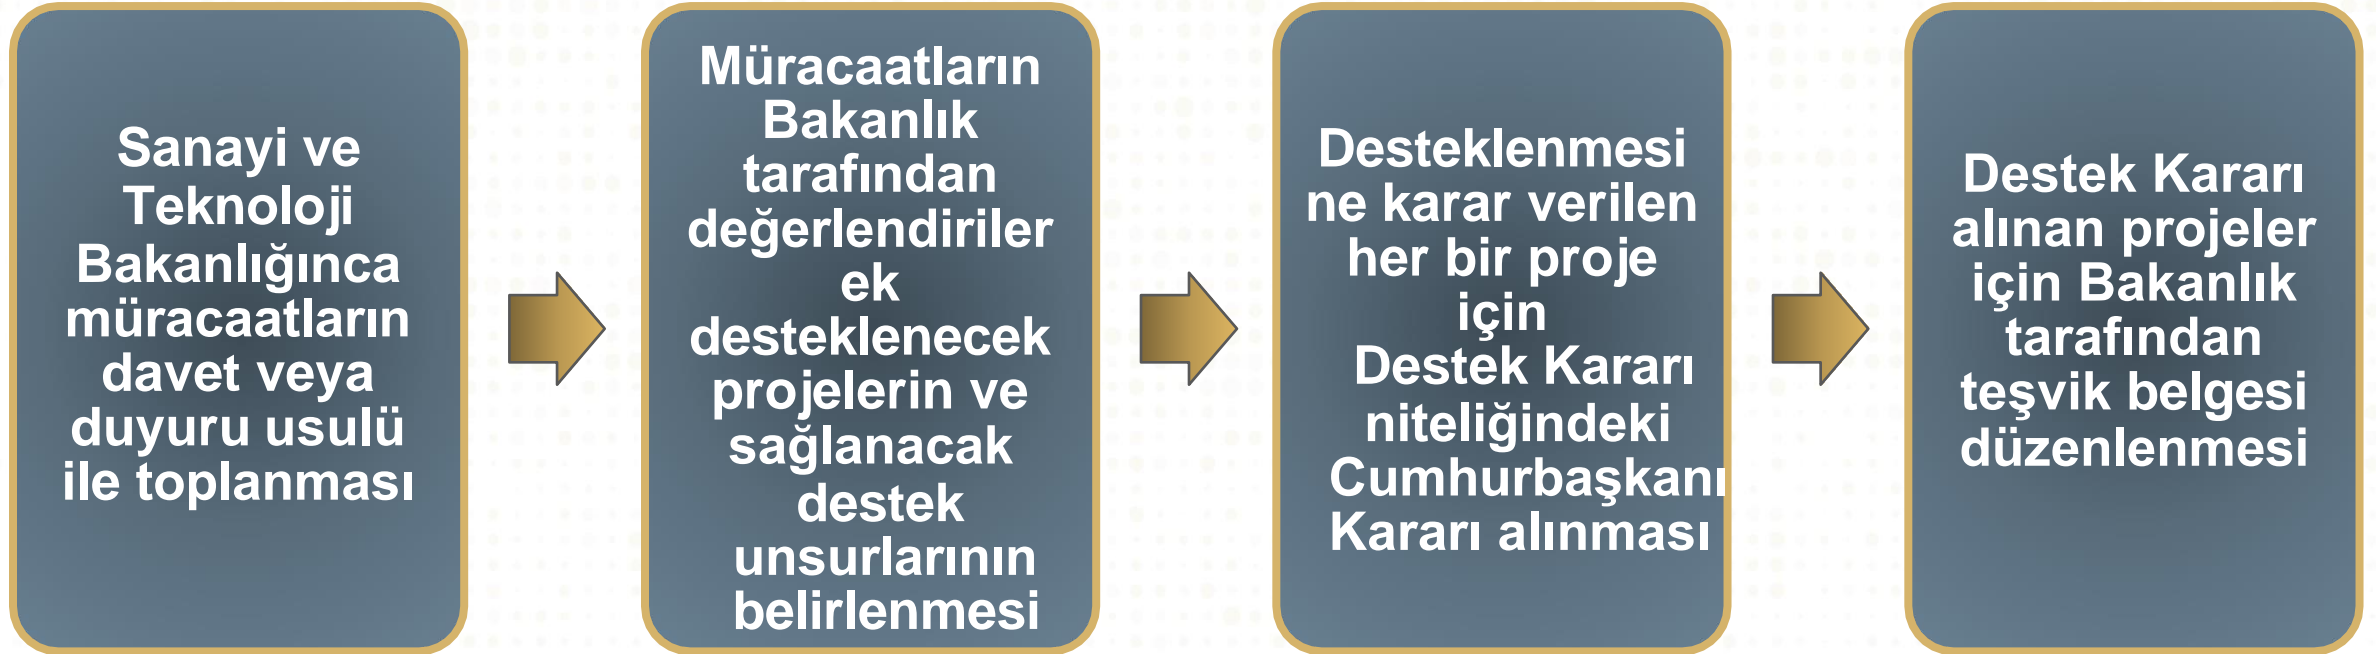 Sanayi ve
Teknoloji
Bakanlığınca
müracaatların
davet veya
duyuru usulü
ile toplanması
Müracaatların
Bakanlık
tarafından
değerlendiriler
ek
desteklenecek
projelerin ve
sağlanacak
destek
unsurlarının
belirlenmesi
Desteklenmesi
ne karar verilen
her bir proje
için
Destek Kararı
niteliğindeki
Cumhurbaşkanı
Kararı alınması
Destek Kararı
alınan projeler
için Bakanlık
tarafından
teşvik belgesi
düzenlenmesi